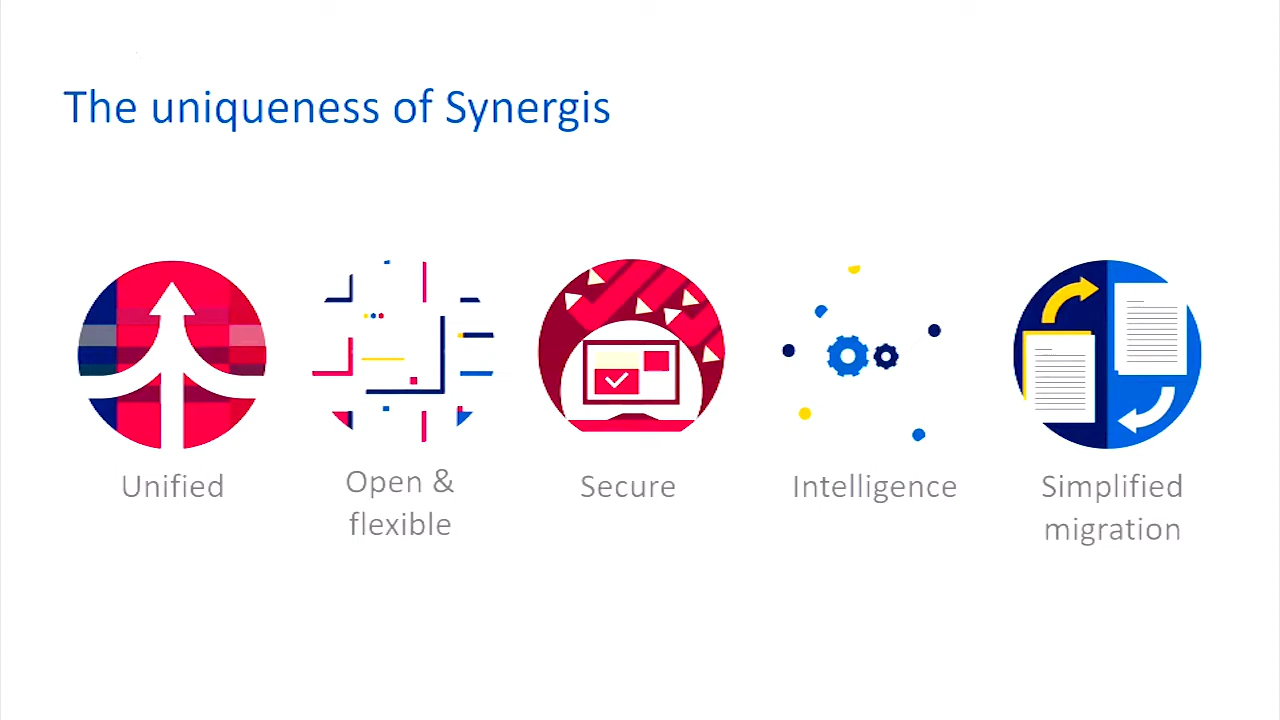 The uniqueness of Synergis
Unified
Open &
flexible
Secure
Intelligence
Simplified
migration